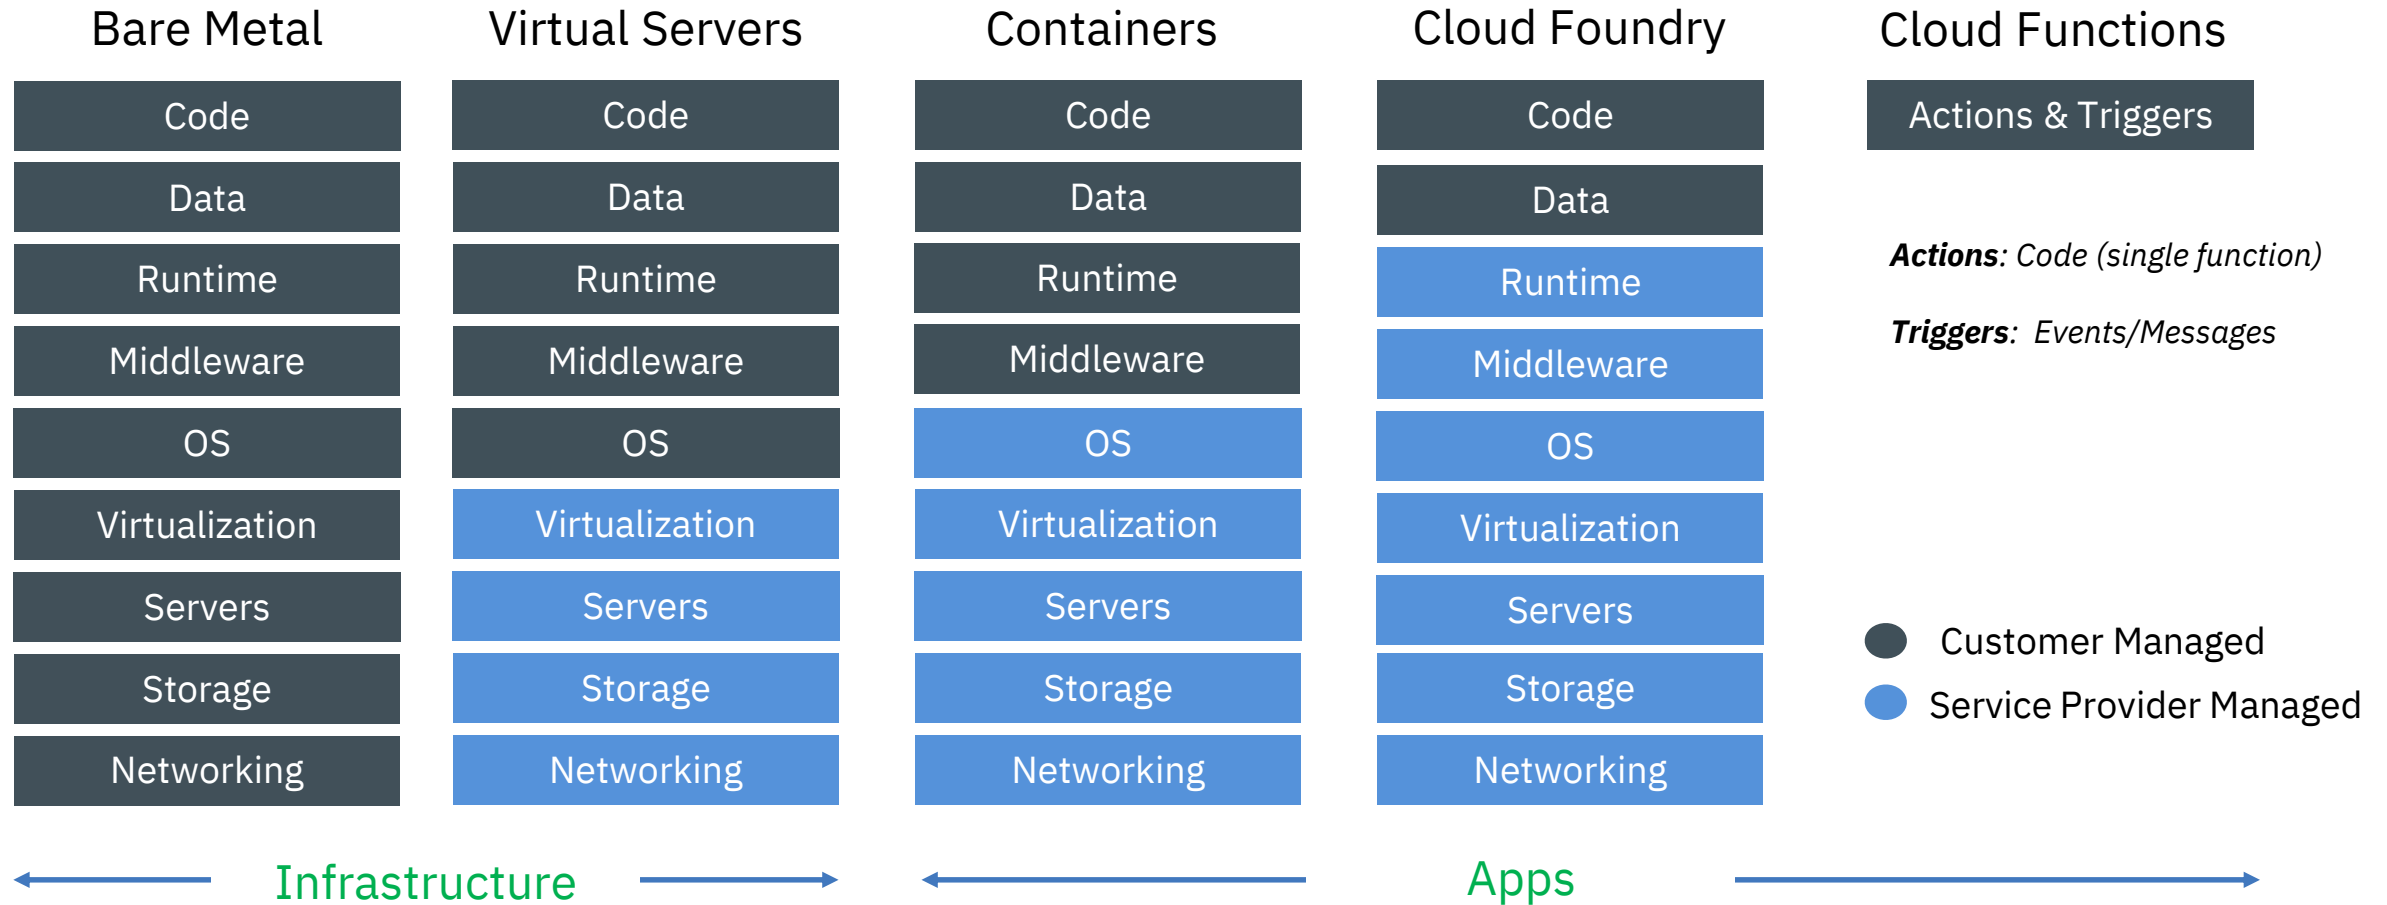 Bare Metal
Code
Data
Runtime
Middleware
OS
Virtualization
Servers
Storage
Networking
Virtual Servers
Code
Data
Runtime
Middleware
OS
Virtualization
Servers
Storage
Networking
Containers
Code
Data
Runtime
Middleware
OS
Virtualization
Servers
Storage
Networking
Cloud Foundry
Code
Data
Runtime
Middleware
OS
Virtualization
Servers
Storage
Networking
Cloud Functions
Actions & Triggers
Actions: Code (single function)
Triggers: Events/Messages
Customer Managed
Service Provider Managed
Infrastructure
Apps